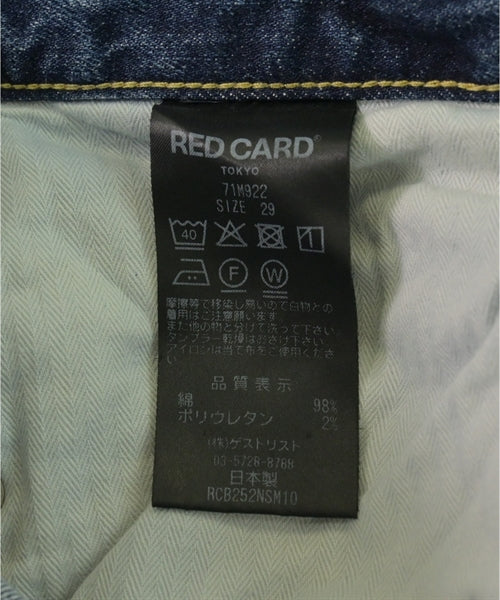 RED CARD®
TOKYO
71M922
SIZE 29
40
F W
摩擦等で移染し易いので白物との
着用はご注意願います。
また他の物と分けて洗って下さい。
タンブラー乾燥はお避け下さい。
アイロンは当て布をご使用くださ
い
品質表示
綿 98%
ポリウレタン 2%
(株)ゲストリスト
03-5728-8788
日本製
RCB252NSM10